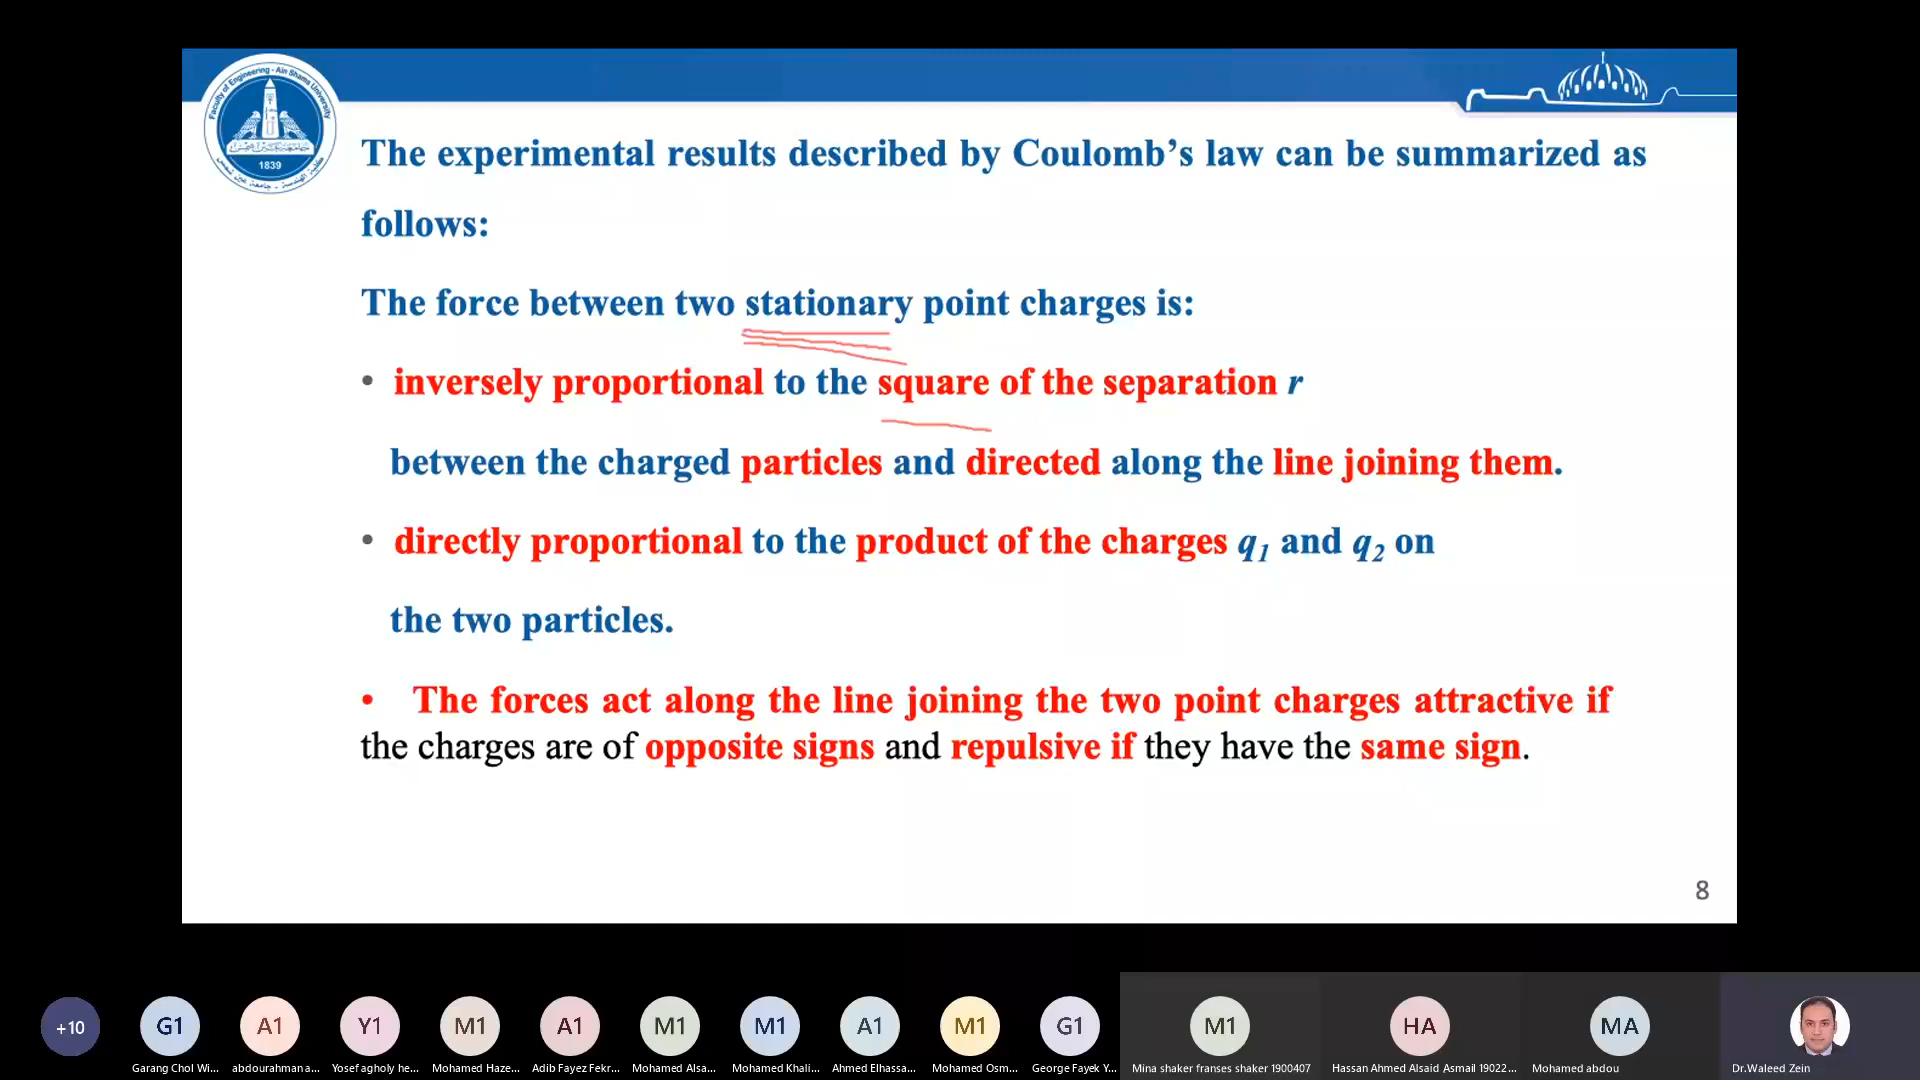 Faculty of Engineering - Ain Shams University
1839
The experimental results described by Coulomb’s law can be summarized as
follows:
The force between two stationary point charges is:
• inversely proportional to the square of the separation r
between the charged particles and directed along the line joining them.
• directly proportional to the product of the charges q1 and q2 on
the two particles.
• The forces act along the line joining the two point charges attractive if
the charges are of opposite signs and repulsive if they have the same sign.
8
+10 G1 A1 Y1 M1 A1 M1 M1 A1 M1 G1 M1 HA MA
Garang Chol Wi... abdourahman a... Yosef agholy he... Mohamed Haze... Adib Fayez Fekr... Mohamed Alsa... Mohamed Khali... Ahmed Elhassa... Mohamed Osm... George Fayek Y... Mina shaker franses shaker 1900407 Hassan Ahmed Alsaid Asmail 19022... Mohamed abdou Dr.Waleed Zein